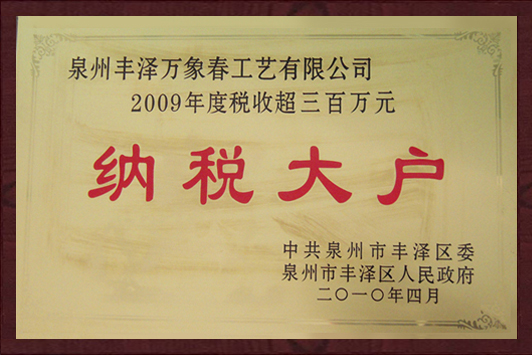 泉州丰泽万象春工艺有限公司
2009年度税收超三百万元
纳税大户
中共泉州市丰泽区委
泉州市丰泽区人民政府
二〇一〇年四月